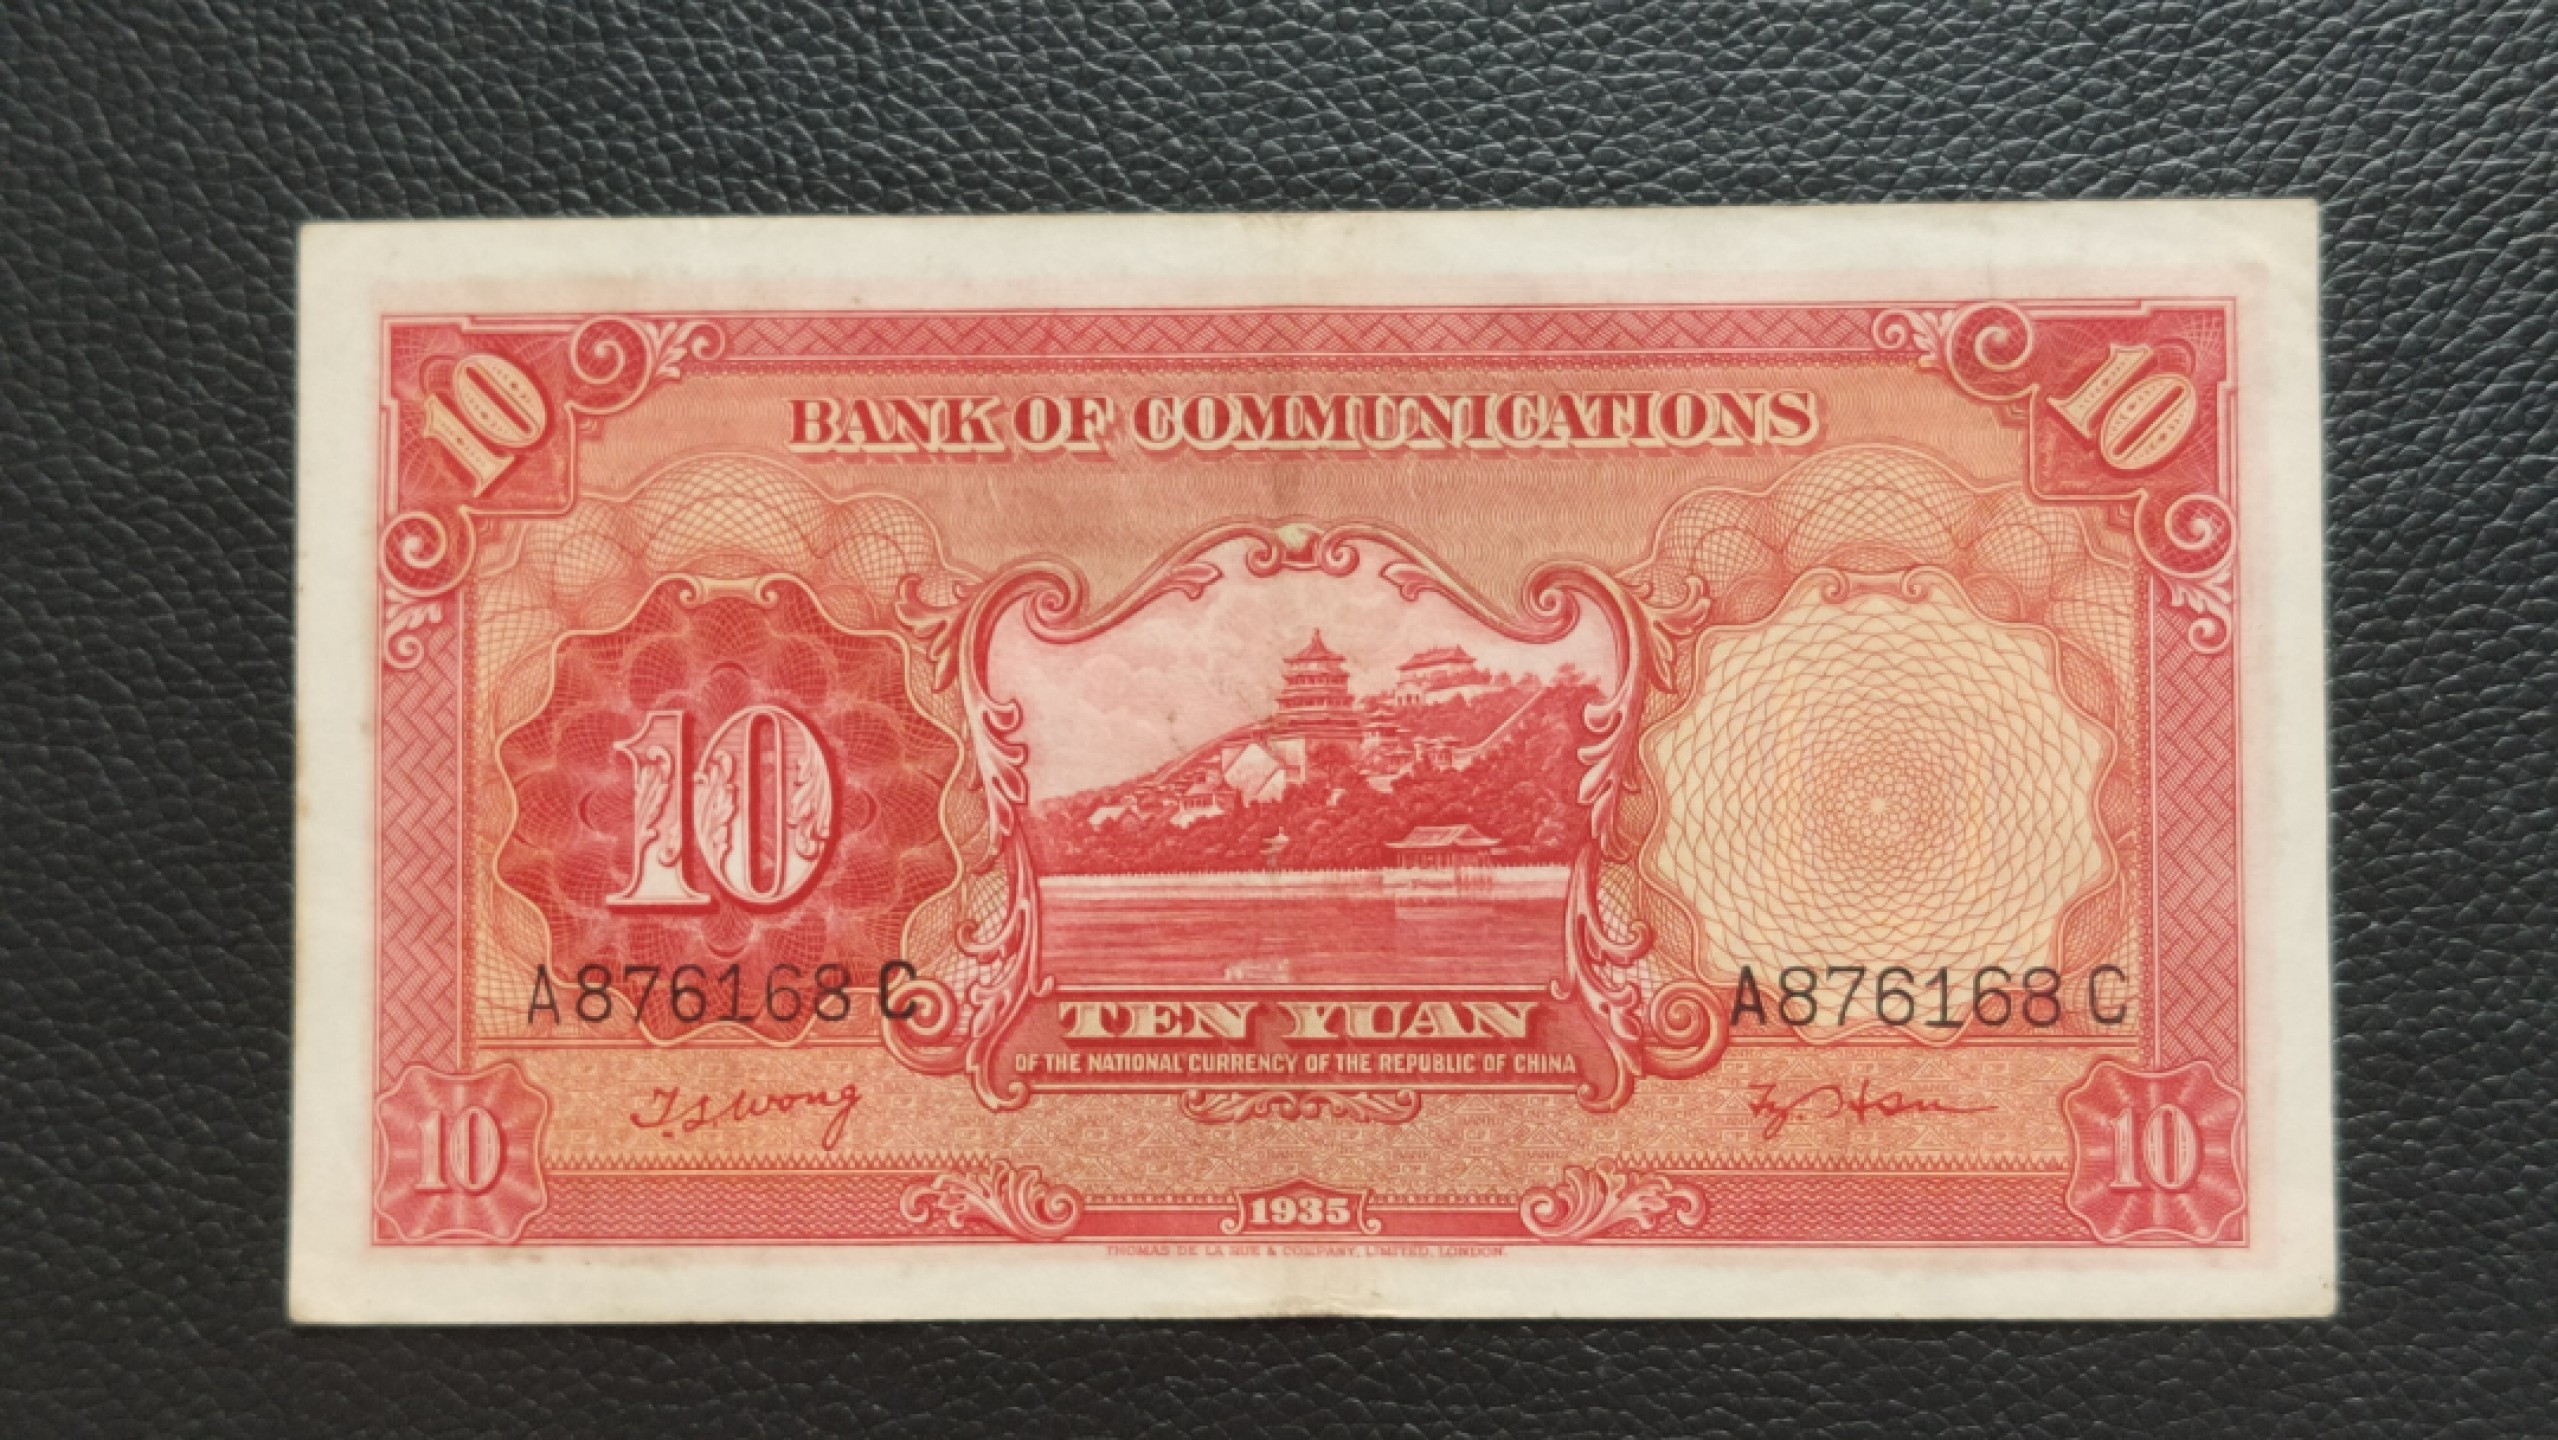 10 10
BANK OF COMMUNICATIONS
10
A876168 C A876168 C
TEN YUAN
OF THE NATIONAL CURRENCY OF THE REPUBLIC OF CHINA
T.S. Wong
10 10
1935
THOMAS DE LA RUE & COMPANY, LIMITED, LONDON.